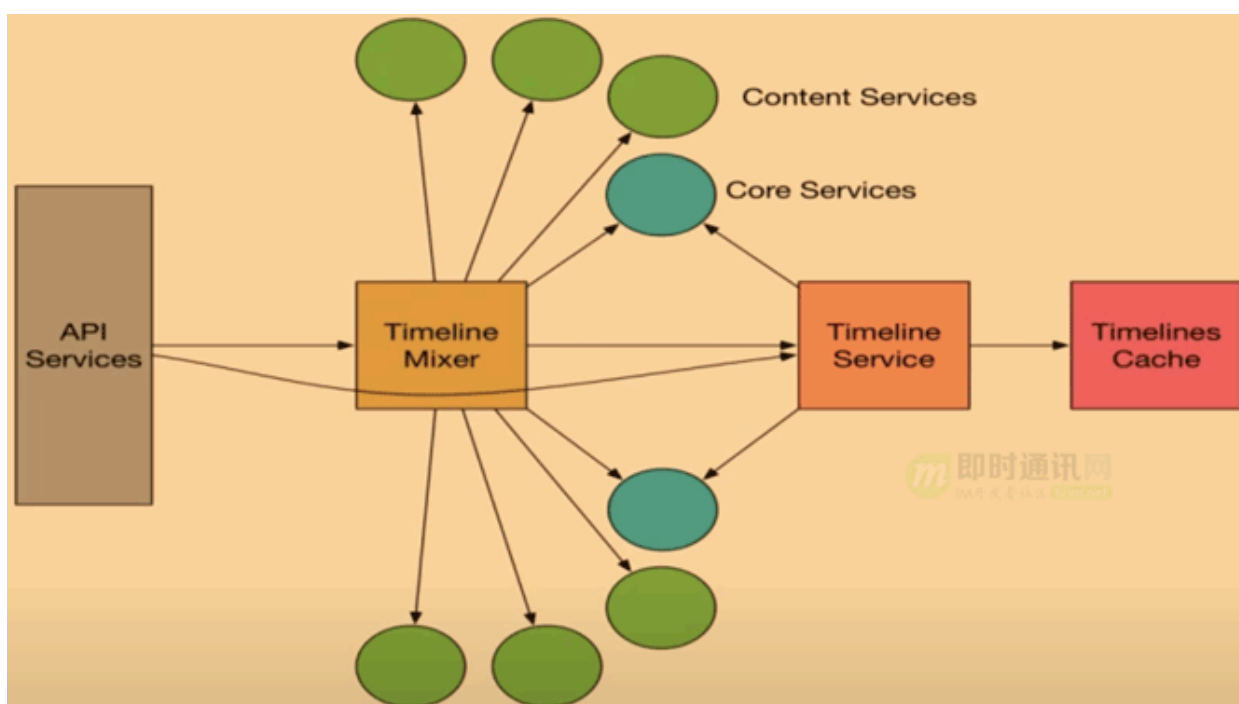 Content Services
Core Services
API
Services
Timeline
Mixer
Timeline
Service
Timelines
Cache
即时通讯网